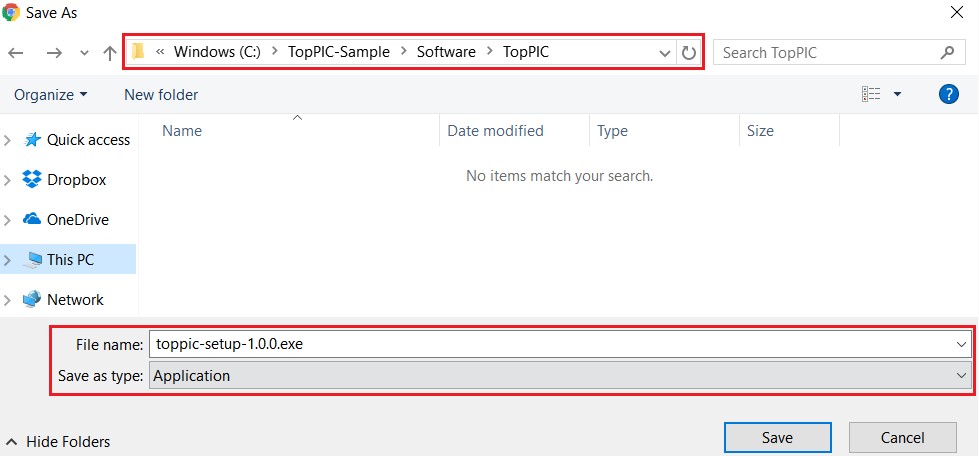 Save As
« Windows (C:) > TopPIC-Sample > Software > TopPIC
Search TopPIC
Organize
New folder
?
Name
Date modified
Type
Size
Quick access
No items match your search.
Dropbox
OneDrive
This PC
Network
File name: toppic-setup-1.0.0.exe
Save as type: Application
Hide Folders
Save
Cancel